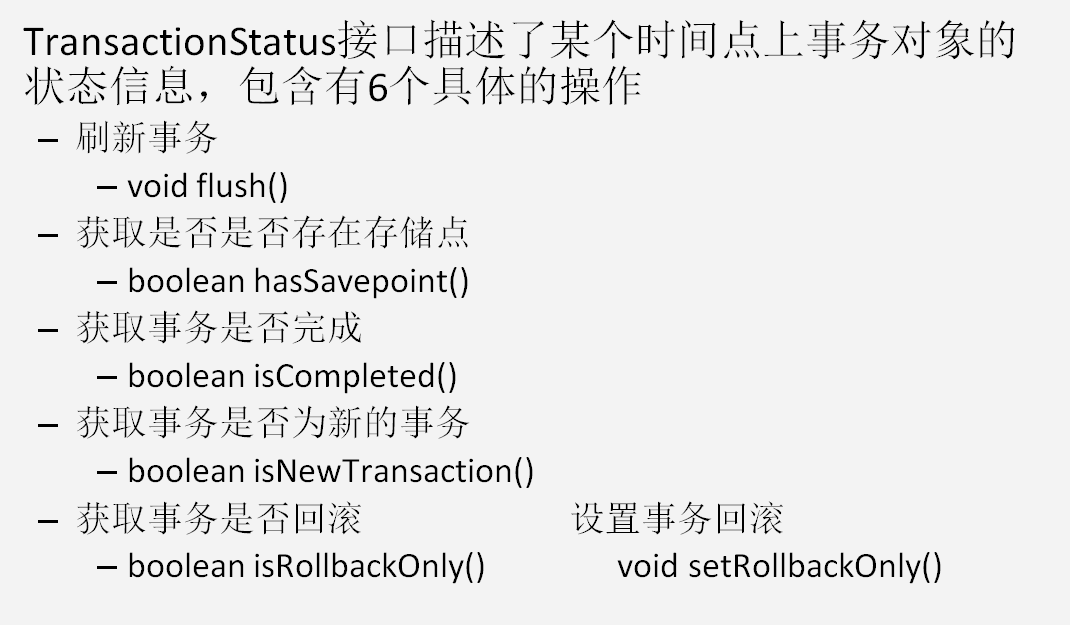 TransactionStatus接口描述了某个时间点上事务对象的
状态信息，包含有6个具体的操作
– 刷新事务
– void flush()
– 获取是否是否存在存储点
– boolean hasSavepoint()
– 获取事务是否完成
– boolean isCompleted()
– 获取事务是否为新的事务
– boolean isNewTransaction()
– 获取事务是否回滚 设置事务回滚
– boolean isRollbackOnly() void setRollbackOnly()